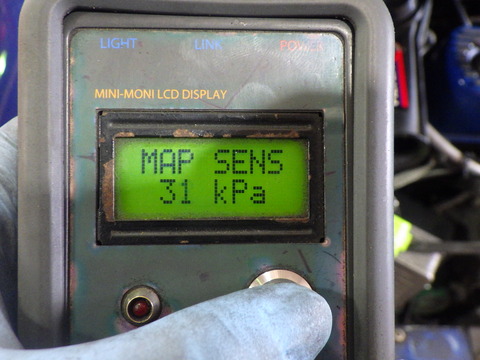 LIGHT LINK POWER
MINI-MONI LCD DISPLAY
MAP SENS
31 kPa